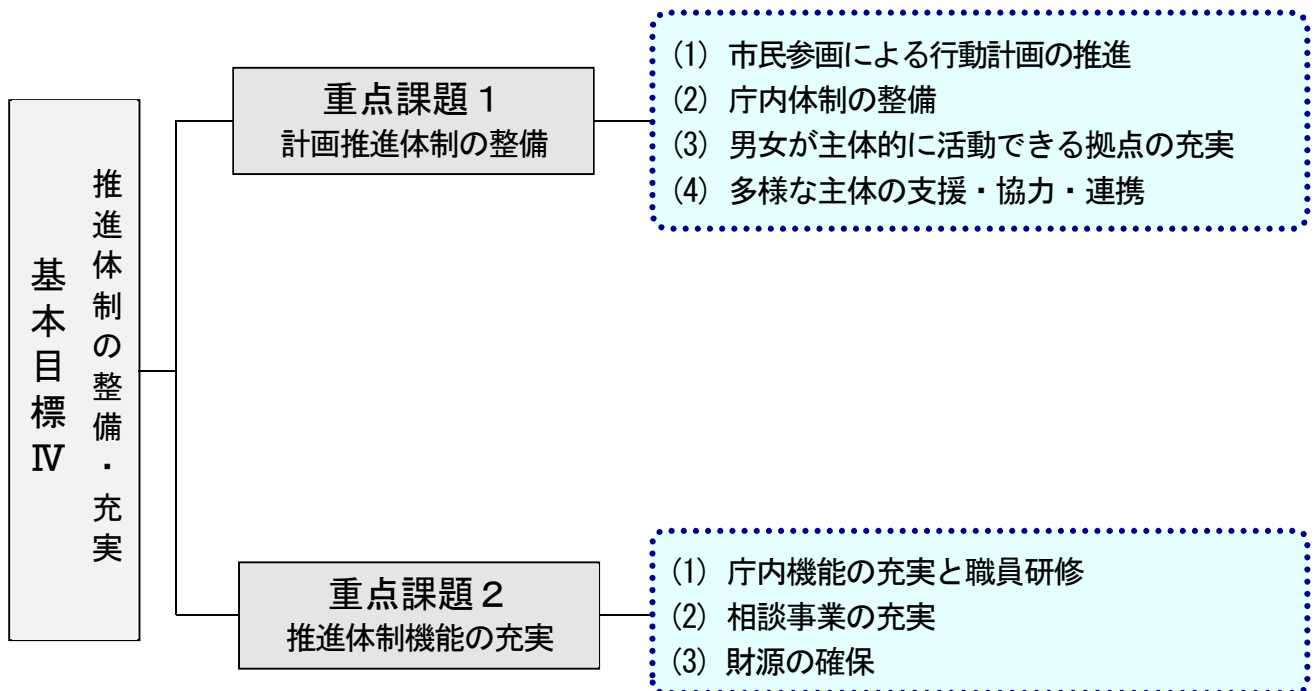 基本目標Ⅳ
推進体制の整備・充実
重点課題１
計画推進体制の整備
(1) 市民参画による行動計画の推進
(2) 庁内体制の整備
(3) 男女が主体的に活動できる拠点の充実
(4) 多様な主体の支援・協力・連携
重点課題２
推進体制機能の充実
(1) 庁内機能の充実と職員研修
(2) 相談事業の充実
(3) 財源の確保